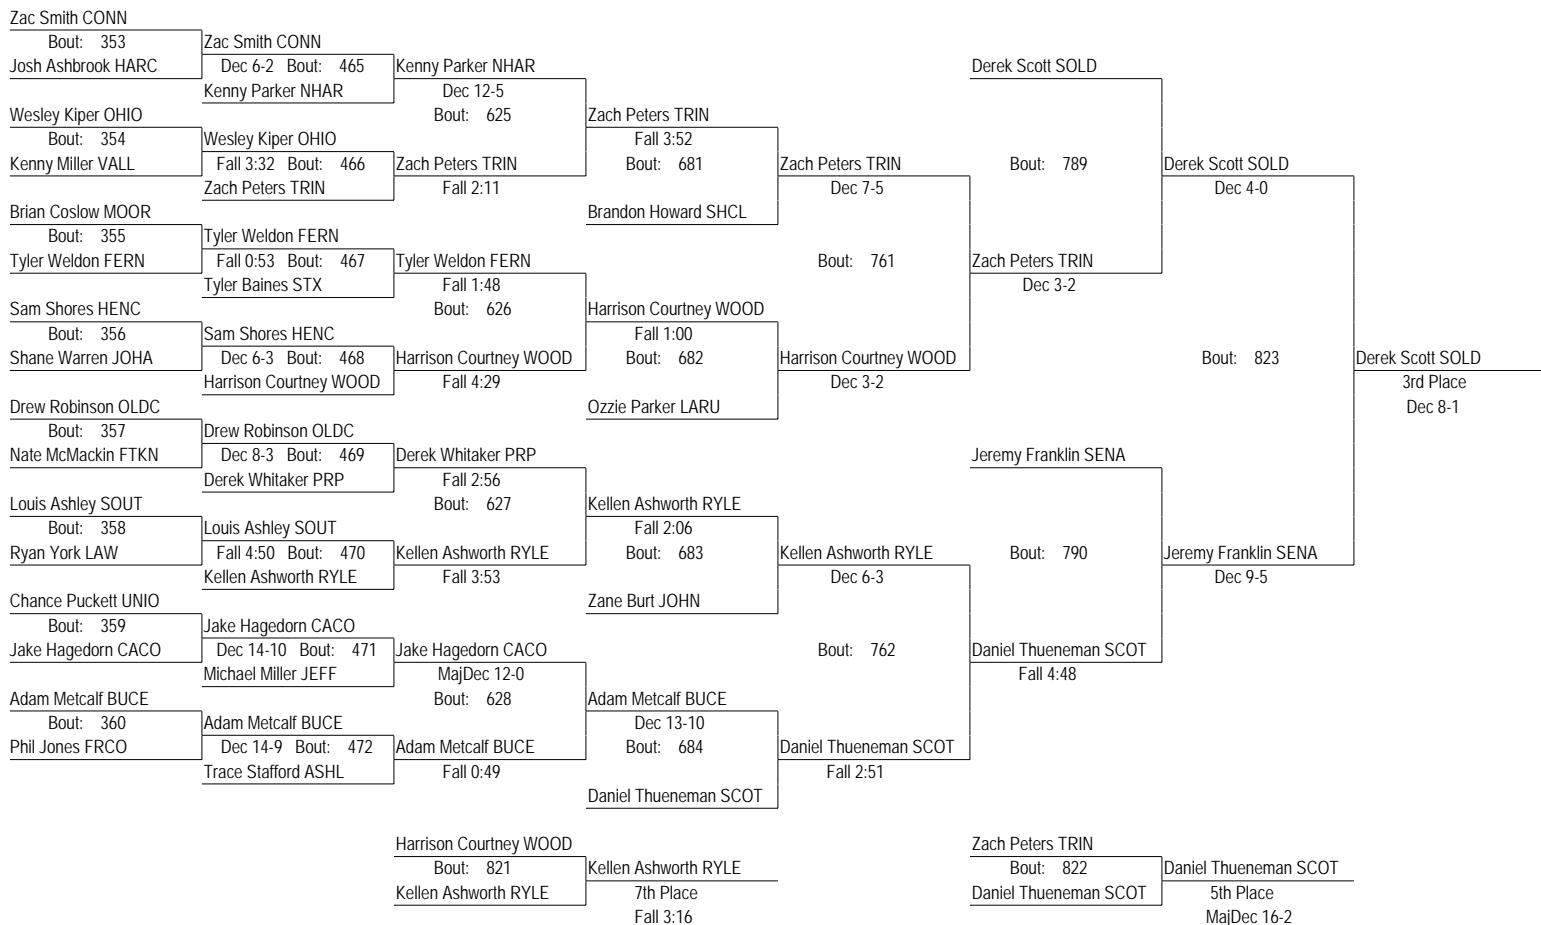 Zac Smith CONN
Bout: 353
Zac Smith CONN
Josh Ashbrook HARC
Dec 6-2 Bout: 465
Kenny Parker NHAR
Derek Scott SOLD
Kenny Parker NHAR
Dec 12-5
Wesley Kiper OHIO
Bout: 625
Zach Peters TRIN
Bout: 354
Wesley Kiper OHIO
Fall 3:52
Kenny Miller VALL
Fall 3:32 Bout: 466
Zach Peters TRIN
Bout: 681
Zach Peters TRIN
Bout: 789
Derek Scott SOLD
Zach Peters TRIN
Fall 2:11
Dec 7-5
Dec 4-0
Brian Coslow MOOR
Brandon Howard SHCL
Bout: 355
Tyler Weldon FERN
Tyler Weldon FERN
Fall 0:53 Bout: 467
Tyler Weldon FERN
Bout: 761
Zach Peters TRIN
Tyler Baines STX
Fall 1:48
Dec 3-2
Sam Shores HENC
Bout: 626
Harrison Courtney WOOD
Bout: 356
Sam Shores HENC
Fall 1:00
Shane Warren JOHA
Dec 6-3 Bout: 468
Harrison Courtney WOOD
Bout: 682
Harrison Courtney WOOD
Bout: 823
Derek Scott SOLD
Harrison Courtney WOOD
Fall 4:29
Dec 3-2
3rd Place
Drew Robinson OLDC
Ozzie Parker LARU
Dec 8-1
Bout: 357
Drew Robinson OLDC
Nate McMackin FTKN
Dec 8-3 Bout: 469
Derek Whitaker PRP
Jeremy Franklin SENA
Derek Whitaker PRP
Fall 2:56
Louis Ashley SOUT
Bout: 627
Kellen Ashworth RYLE
Bout: 358
Louis Ashley SOUT
Fall 2:06
Ryan York LAW
Fall 4:50 Bout: 470
Kellen Ashworth RYLE
Bout: 683
Kellen Ashworth RYLE
Bout: 790
Jeremy Franklin SENA
Kellen Ashworth RYLE
Fall 3:53
Dec 6-3
Dec 9-5
Chance Puckett UNIO
Zane Burt JOHN
Bout: 359
Jake Hagedorn CACO
Jake Hagedorn CACO
Dec 14-10 Bout: 471
Jake Hagedorn CACO
Bout: 762
Daniel Thueneman SCOT
Michael Miller JEFF
MajDec 12-0
Fall 4:48
Adam Metcalf BUCE
Bout: 628
Adam Metcalf BUCE
Bout: 360
Adam Metcalf BUCE
Dec 13-10
Phil Jones FRCO
Dec 14-9 Bout: 472
Adam Metcalf BUCE
Bout: 684
Daniel Thueneman SCOT
Trace Stafford ASHL
Fall 0:49
Fall 2:51
Daniel Thueneman SCOT
Harrison Courtney WOOD
Bout: 821
Kellen Ashworth RYLE
Kellen Ashworth RYLE
7th Place
Fall 3:16
Zach Peters TRIN
Bout: 822
Daniel Thueneman SCOT
Daniel Thueneman SCOT
5th Place
MajDec 16-2